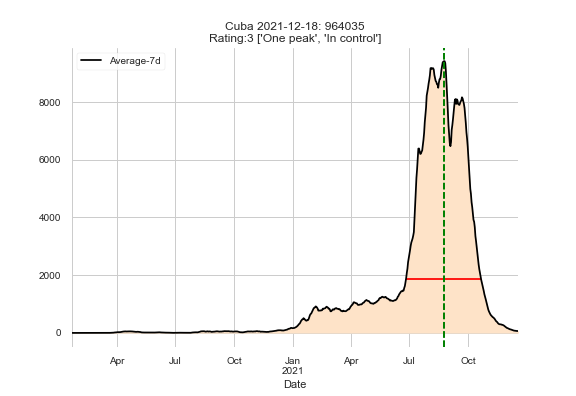 Cuba 2021-12-18: 964035
Rating:3 ['One peak', 'In control']
Average-7d
8000
6000
4000
2000
0
Apr Jul Oct Jan Apr Jul Oct
2021
Date